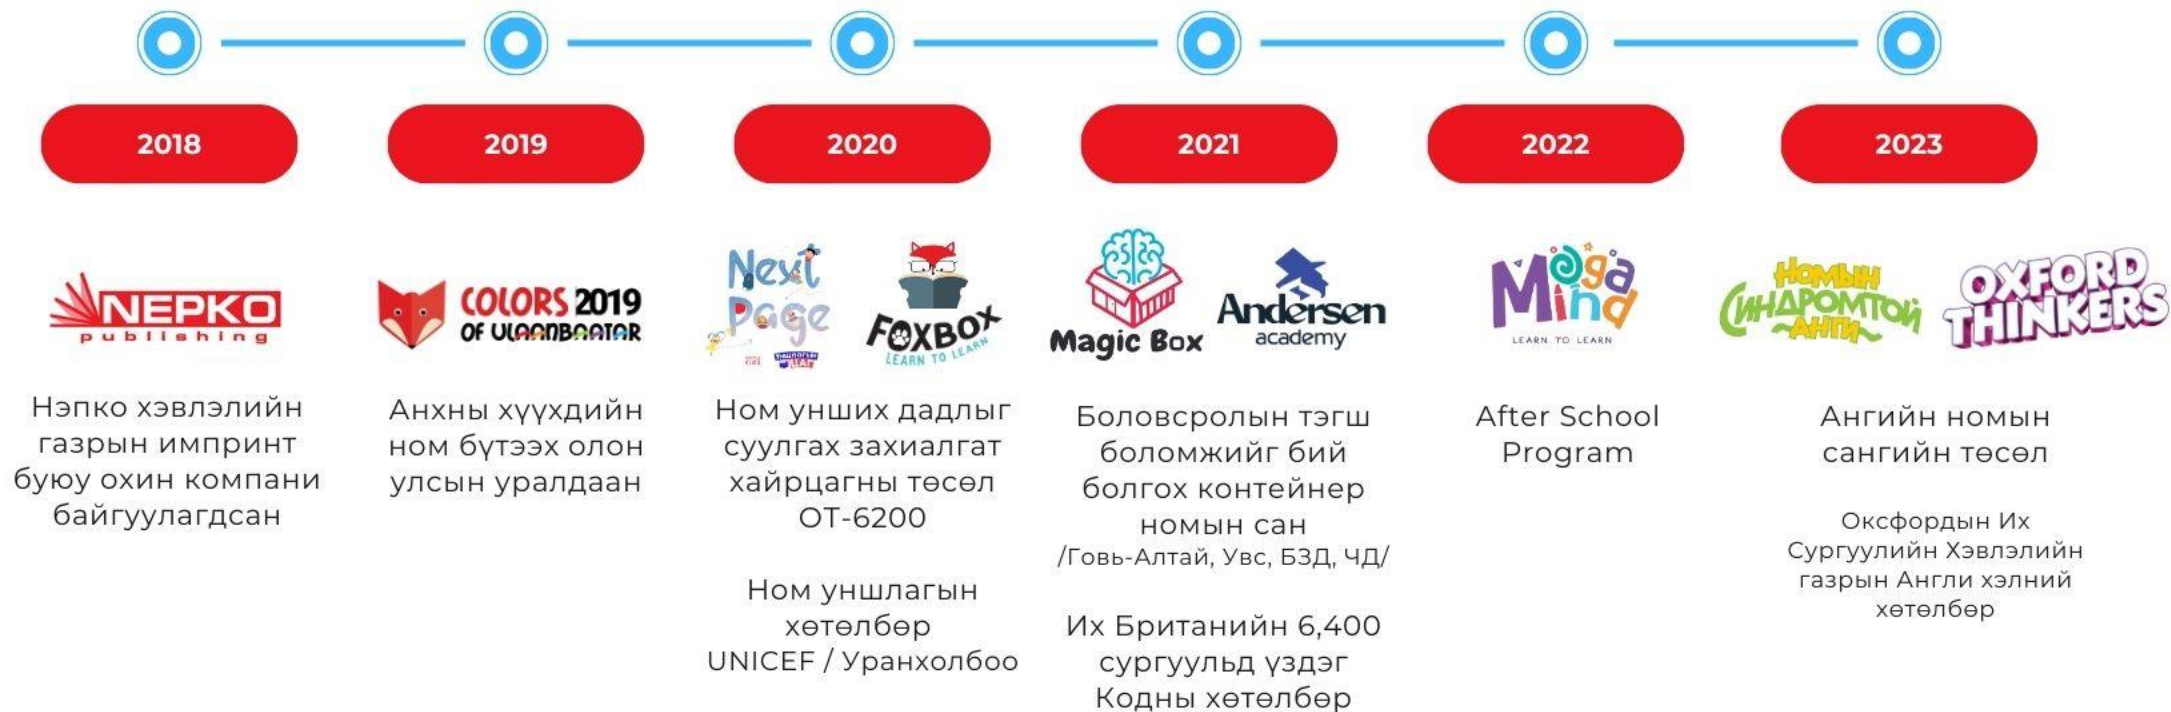 2018
NEPKO
publishing
Нэпко хэвлэлийн
газрын импринт
буюу охин компани
байгуулагдсан
2019
COLORS 2019
OF ULAANBAATAR
Анхны хүүхдийн
ном бүтээх олон
улсын уралдаан
2020
Next
Page
FOXBOX
LEARN TO LEARN
Ном унших дадлыг
суулгах захиалгат
хайрцагны төсөл
ОТ-6200
Ном уншлагын
хөтөлбөр
UNICEF / Уранхолбоо
2021
Magic Box
Andersen
academy
Боловсролын тэгш
боломжийг бий
болгох контейнер
номын сан
/Говь-Алтай, Увс, БЗД, ЧД/
Их Британийн 6,400
сургуульд үздэг
Кодны хөтөлбөр
2022
Mega
Mind
LEARN TO LEARN
After School
Program
2023
НОМЫН
СИНДРОМТОЙ
АНГИ
OXFORD
THINKERS
Ангийн номын
сангийн төсөл
Оксфордын Их
Сургуулийн Хэвлэлийн
газрын Англи хэлний
хөтөлбөр